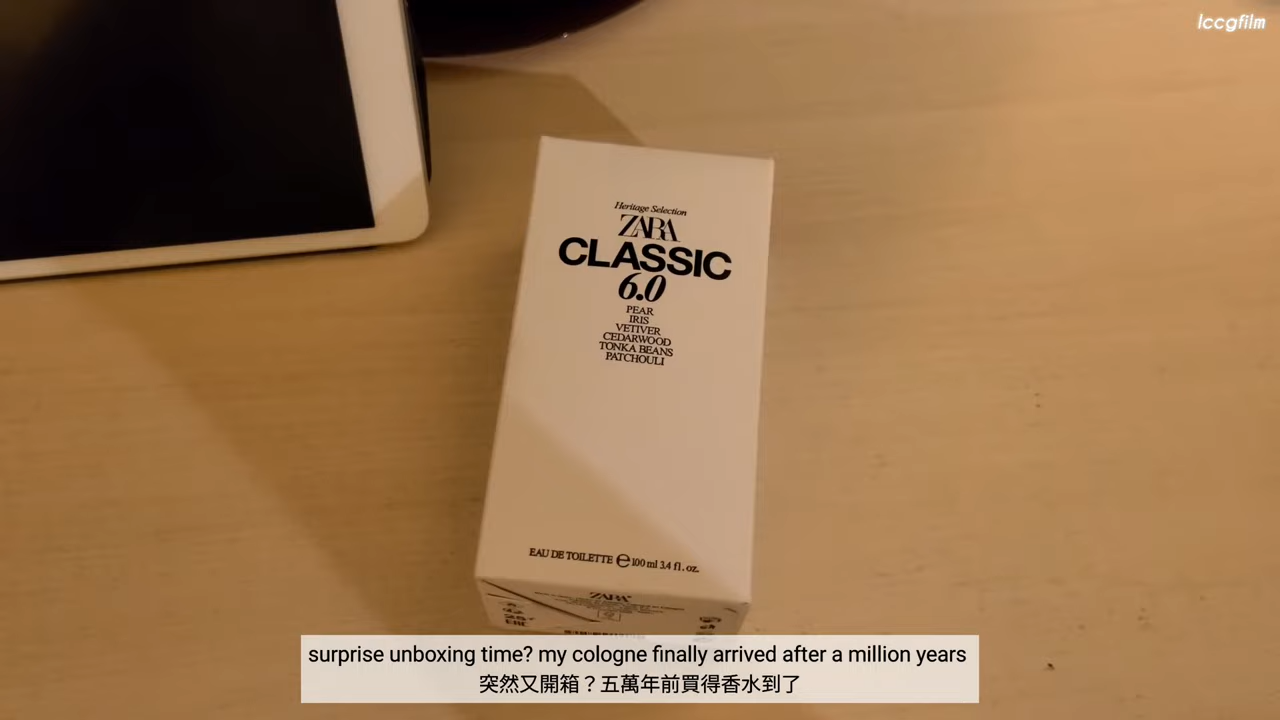 lccgfilm
Heritage Selection
ZARA
CLASSIC
6.0
PEAR
IRIS
VETIVER
CEDARWOOD
TONKA BEANS
PATCHOULI
EAU DE TOILETTE ℮ 100 ml 3.4 fl. oz.
ZARA
surprise unboxing time? my cologne finally arrived after a million years
突然又開箱？五萬年前買得香水到了